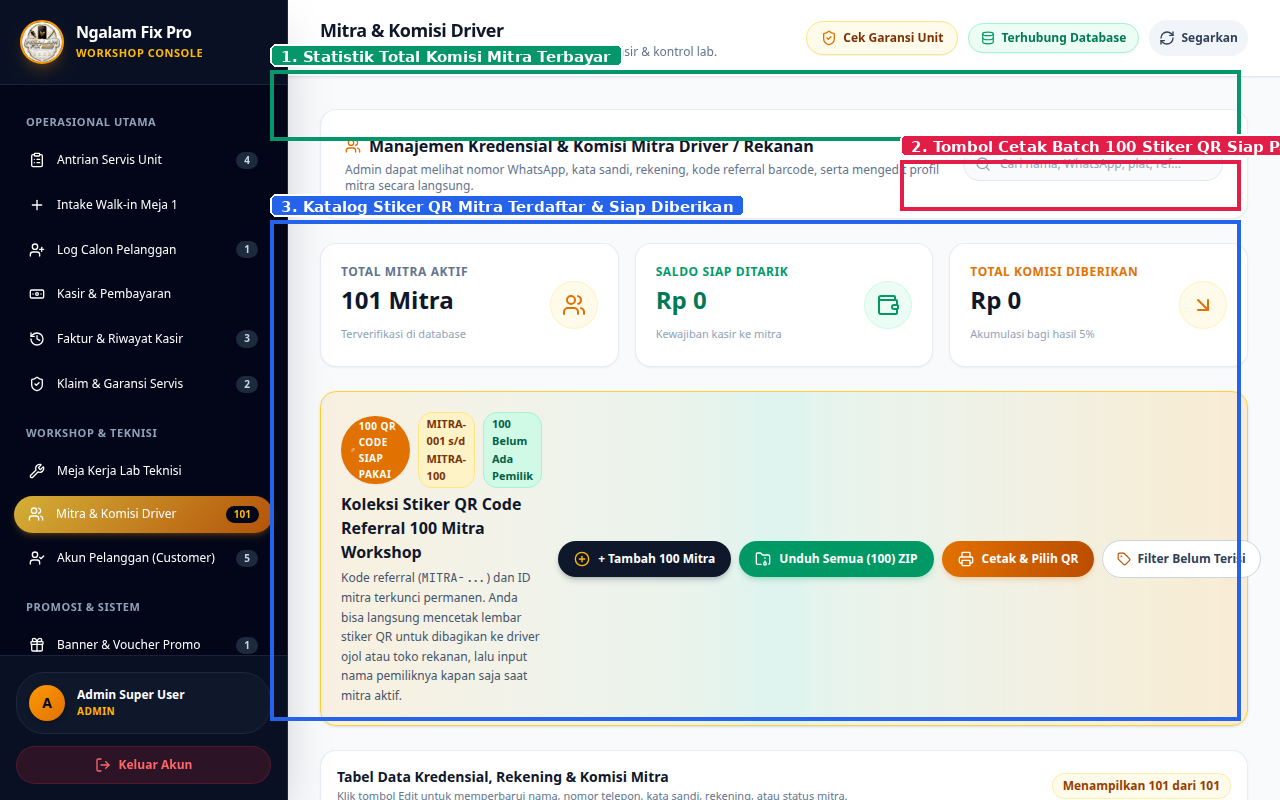 Ngalam Fix Pro
WORKSHOP CONSOLE
OPERASIONAL UTAMA
Antrian Servis Unit 4
Intake Walk-in Meja 1
Log Calon Pelanggan 1
Kasir & Pembayaran
Faktur & Riwayat Kasir 3
Klaim & Garansi Servis 2
WORKSHOP & TEKNISI
Meja Kerja Lab Teknisi
Mitra & Komisi Driver 101
Akun Pelanggan (Customer) 5
PROMOSI & SISTEM
Banner & Voucher Promo 1
A
Admin Super User
ADMIN
Keluar Akun
Mitra & Komisi Driver
sir & kontrol lab.
Cek Garansi Unit
Terhubung Database
Segarkan
1. Statistik Total Komisi Mitra Terbayar
Manajemen Kredensial & Komisi Mitra Driver / Rekanan
Admin dapat melihat nomor WhatsApp, kata sandi, rekening, kode referral barcode, serta mengedit profil
mitra secara langsung.
2. Tombol Cetak Batch 100 Stiker QR Siap P
Cari nama, WhatsApp, plat, ref...
3. Katalog Stiker QR Mitra Terdaftar & Siap Diberikan
TOTAL MITRA AKTIF
101 Mitra
Terverifikasi di database
SALDO SIAP DITARIK
Rp 0
Kewajiban kasir ke mitra
TOTAL KOMISI DIBERIKAN
Rp 0
Akumulasi bagi hasil 5%
100 QR
CODE
SIAP
PAKAI
MITRA-
001 s/d
MITRA-
100
100
Belum
Ada
Pemilik
Koleksi Stiker QR Code
Referral 100 Mitra
Workshop
Kode referral (MITRA-...) dan ID
mitra terkunci permanen. Anda
bisa langsung mencetak lembar
stiker QR untuk dibagikan ke driver
ojol atau toko rekanan, lalu input
nama pemiliknya kapan saja saat
mitra aktif.
+ Tambah 100 Mitra
Unduh Semua (100) ZIP
Cetak & Pilih QR
Filter Belum Terisi
Tabel Data Kredensial, Rekening & Komisi Mitra
Klik tombol Edit untuk memperbarui nama, nomor telepon, kata sandi, rekening, atau status mitra.
Menampilkan 101 dari 101